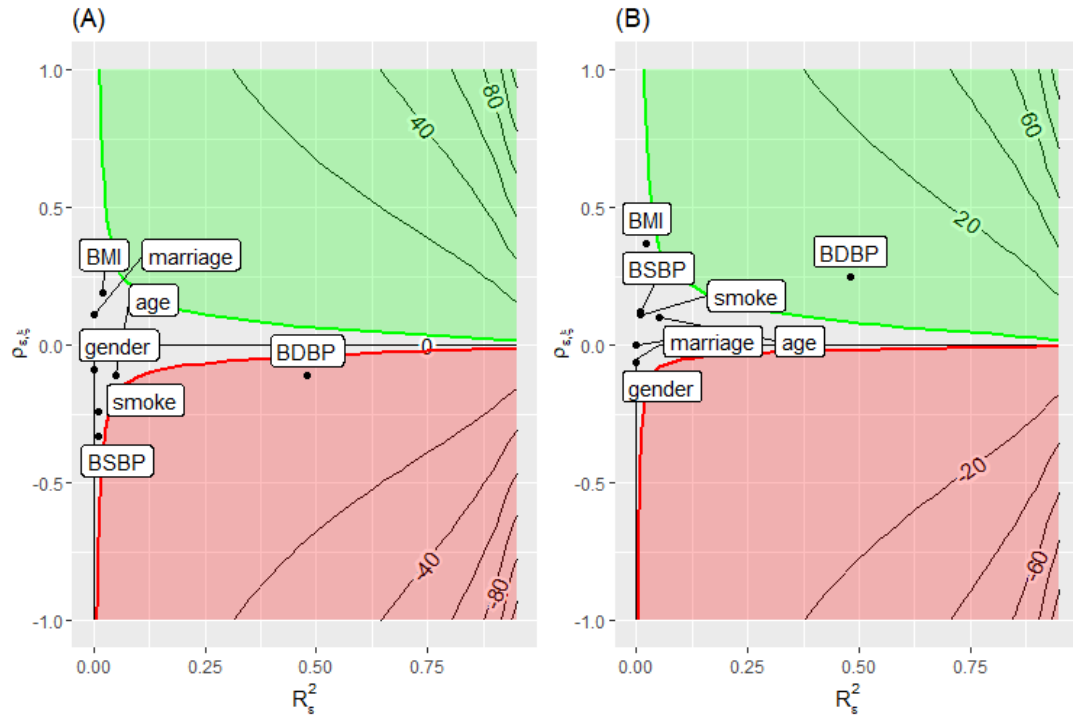 (A)
(B)
1.0
0.5
0.0
-0.5
-1.0
ρε,ξ
0.00
0.25
0.50
0.75
R²s
80
40
0
-40
-80
BMI
marriage
age
gender
BDBP
smoke
BSBP
1.0
0.5
0.0
-0.5
-1.0
ρε,ξ
0.00
0.25
0.50
0.75
R²s
60
20
-20
-60
BMI
BDBP
BSBP
smoke
marriage
age
gender